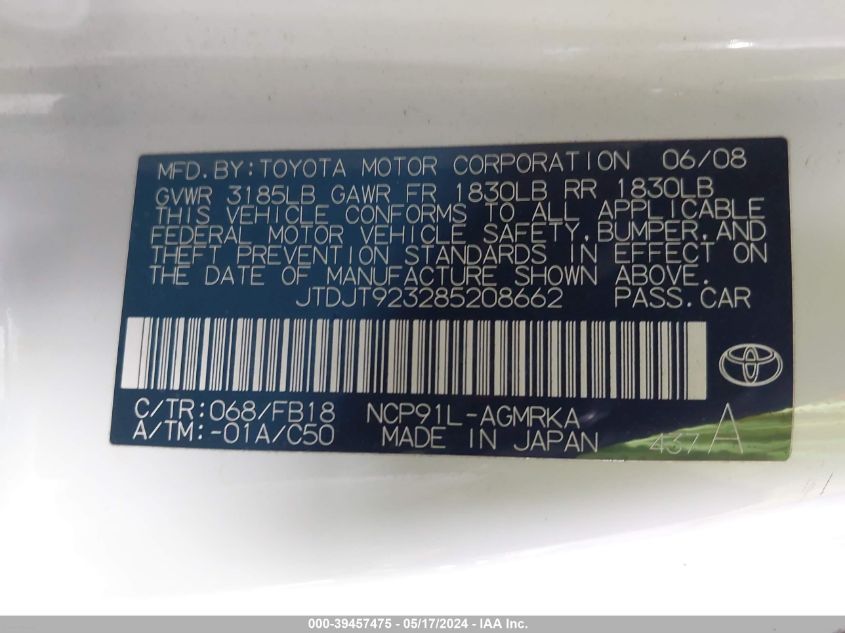 MFD.BY:TOYOTA MOTOR CORPORATION 06/08
GVWR 3185LB GAWR FR 1830LB RR 1830LB
THIS VEHICLE CONFORMS TO ALL APPLICABLE
FEDERAL MOTOR VEHICLE SAFETY,BUMPER,AND
THEFT PREVENTION STANDARDS IN EFFECT ON
THE DATE OF MANUFACTURE SHOWN ABOVE.
JTDJT923285208662 PASS.CAR
C/TR:068/FB18 NCP91L-AGMRKA
A/TM:-01A/C50 MADE IN JAPAN 437 A
000-39457475 - 05/17/2024 - IAA Inc.